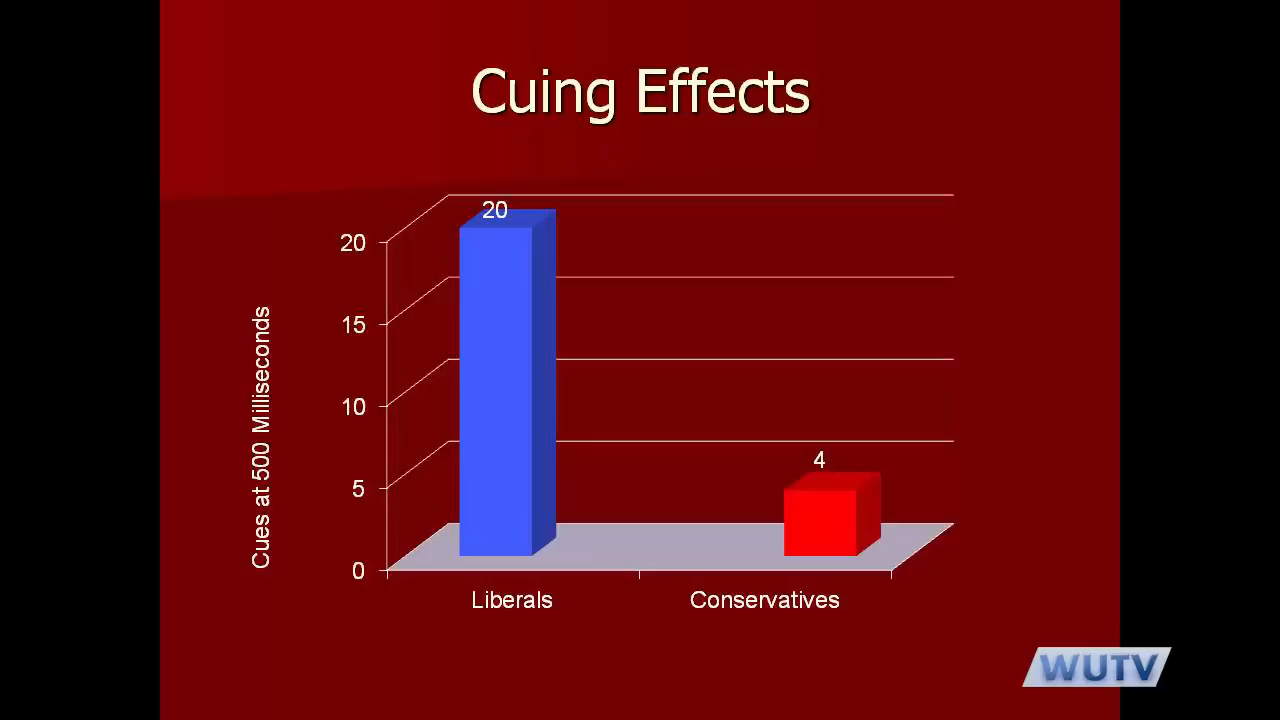 Cuing Effects
Cues at 500 Milliseconds
20
15
10
5
0
20
4
Liberals
Conservatives
WUTV